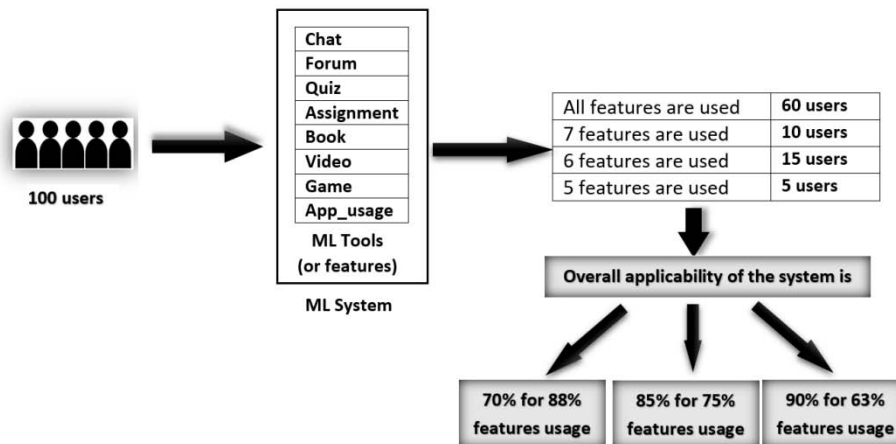 100 users
Chat
Forum
Quiz
Assignment
Book
Video
Game
App_usage
ML Tools
(or features)
ML System
All features are used 60 users
7 features are used 10 users
6 features are used 15 users
5 features are used 5 users
Overall applicability of the system is
70% for 88%
features usage
85% for 75%
features usage
90% for 63%
features usage